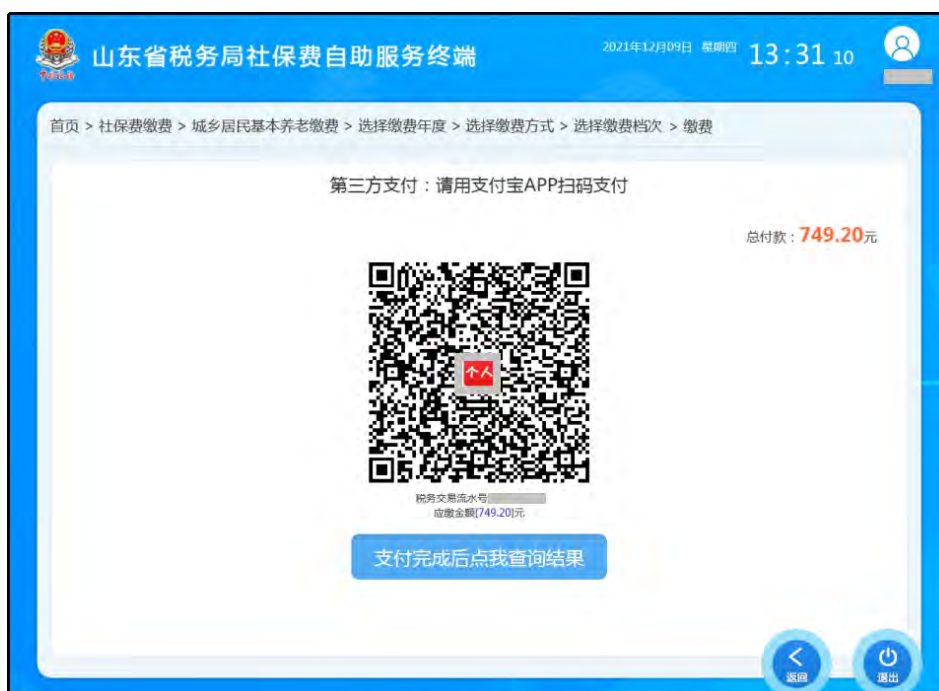 山东省税务局社保费自助服务终端
2021年12月09日 星期四 13:31 10
首页 > 社保费缴费 > 城乡居民基本养老缴费 > 选择缴费年度 > 选择缴费方式 > 选择缴费档次 > 缴费
第三方支付：请用支付宝APP扫码支付
总付款：749.20元
个人
税务交易流水号
应缴金额[749.20]元
支付完成后点我查询结果
返回
退出